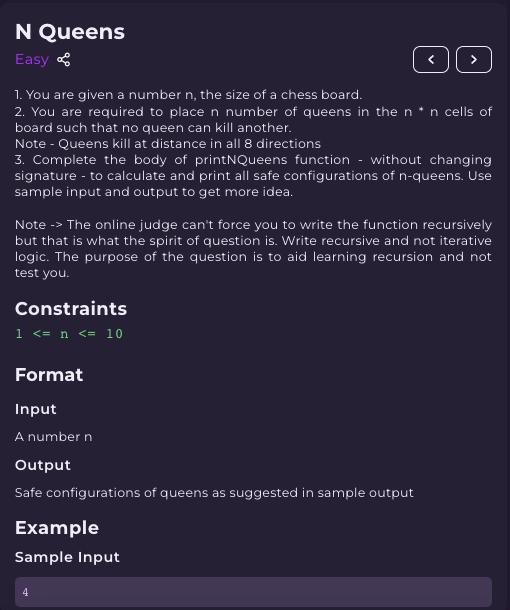 N Queens
Easy
1. You are given a number n, the size of a chess board.
2. You are required to place n number of queens in the n * n cells of
board such that no queen can kill another.
Note - Queens kill at distance in all 8 directions
3. Complete the body of printNQueens function - without changing
signature - to calculate and print all safe configurations of n-queens. Use
sample input and output to get more idea.
Note -> The online judge can't force you to write the function recursively
but that is what the spirit of question is. Write recursive and not iterative
logic. The purpose of the question is to aid learning recursion and not
test you.
Constraints
1 <= n <= 10
Format
Input
A number n
Output
Safe configurations of queens as suggested in sample output
Example
Sample Input
4